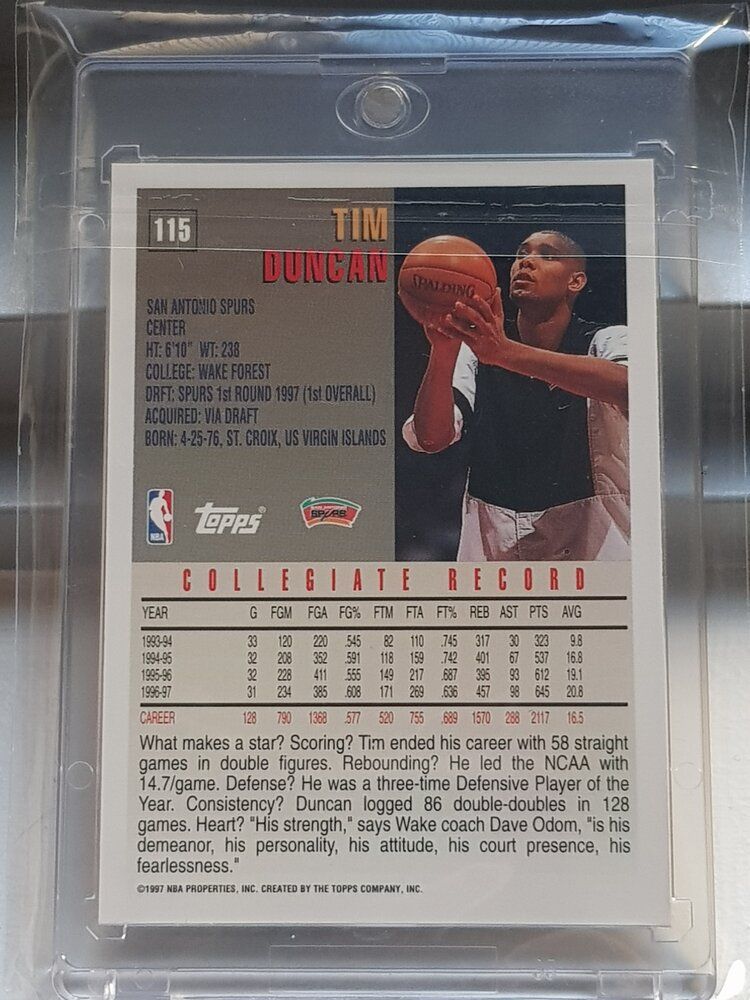 115
TIM
DUNCAN
SPALDING
SAN ANTONIO SPURS
CENTER
HT: 6'10" WT: 238
COLLEGE: WAKE FOREST
DRFT: SPURS 1st ROUND 1997 (1st OVERALL)
ACQUIRED: VIA DRAFT
BORN: 4-25-76, ST. CROIX, US VIRGIN ISLANDS
NBA
TOPPS®
SPURS
COLLEGIATE RECORD
YEAR G FGM FGA FG% FTM FTA FT% REB AST PTS AVG
1993-94 33 120 220 .545 82 110 .745 317 30 323 9.8
1994-95 32 208 352 .591 118 159 .742 401 67 537 16.8
1995-96 32 228 411 .555 149 217 .687 395 93 612 19.1
1996-97 31 234 385 .608 171 269 .636 457 98 645 20.8
CAREER 128 790 1368 .577 520 755 .689 1570 288 2117 16.5
What makes a star? Scoring? Tim ended his career with 58 straight
games in double figures. Rebounding? He led the NCAA with
14.7/game. Defense? He was a three-time Defensive Player of the
Year. Consistency? Duncan logged 86 double-doubles in 128
games. Heart? "His strength," says Wake coach Dave Odom, "is his
demeanor, his personality, his attitude, his court presence, his
fearlessness."
©1997 NBA PROPERTIES, INC. CREATED BY THE TOPPS COMPANY, INC.